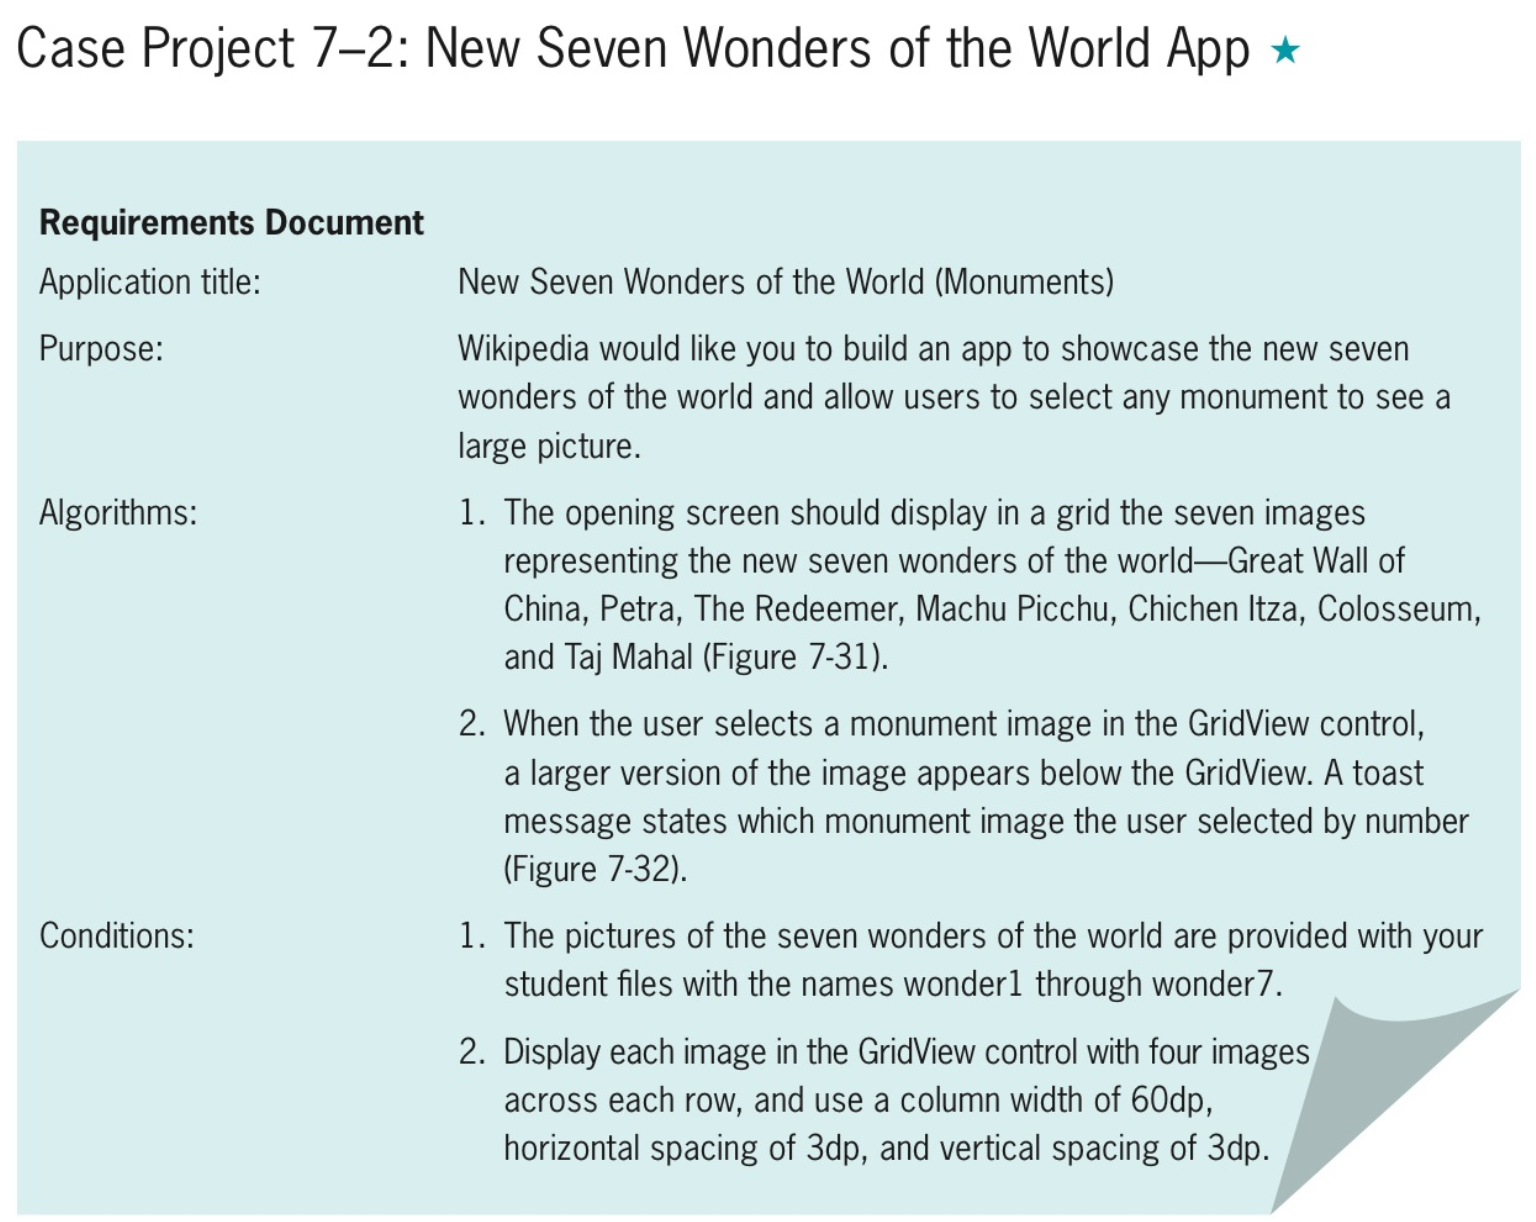 Case Project 7–2: New Seven Wonders of the World App ★
Requirements Document
Application title: New Seven Wonders of the World (Monuments)
Purpose: Wikipedia would like you to build an app to showcase the new seven
wonders of the world and allow users to select any monument to see a
large picture.
Algorithms: 1. The opening screen should display in a grid the seven images
representing the new seven wonders of the world—Great Wall of
China, Petra, The Redeemer, Machu Picchu, Chichen Itza, Colosseum,
and Taj Mahal (Figure 7-31).
2. When the user selects a monument image in the GridView control,
a larger version of the image appears below the GridView. A toast
message states which monument image the user selected by number
(Figure 7-32).
Conditions: 1. The pictures of the seven wonders of the world are provided with your
student files with the names wonder1 through wonder7.
2. Display each image in the GridView control with four images
across each row, and use a column width of 60dp,
horizontal spacing of 3dp, and vertical spacing of 3dp.